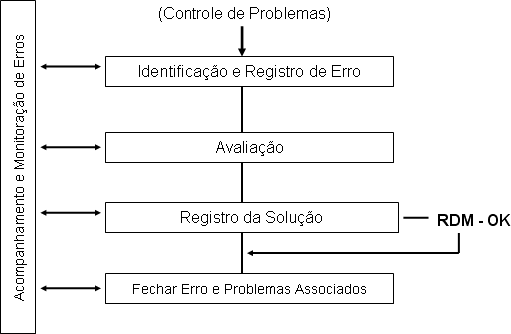 (Controle de Problemas)
Acompanhamento e Monitoração de Erros
Identificação e Registro de Erro
Avaliação
Registro da Solução
RDM - OK
Fechar Erro e Problemas Associados